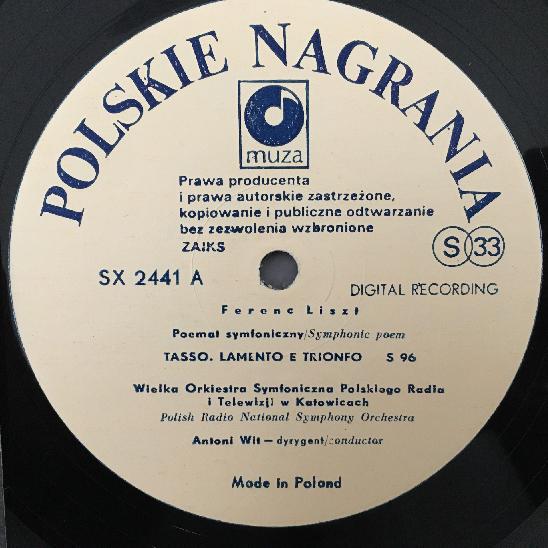 POLSKIE NAGRANIA
muza
Prawa producenta
i prawa autorskie zastrzeżone,
kopiowanie i publiczne odtwarzanie
bez zezwolenia wzbronione
ZAIKS
S 33
SX 2441 A
DIGITAL RECORDING
Ferenc Liszt
Poemat symfoniczny/Symphonic poem
TASSO. LAMENTO E TRIONFO S 96
Wielka Orkiestra Symfoniczna Polskiego Radia
i Telewizji w Katowicach
Polish Radio National Symphony Orchestra
Antoni Wit – dyrygent/conductor
Made in Poland